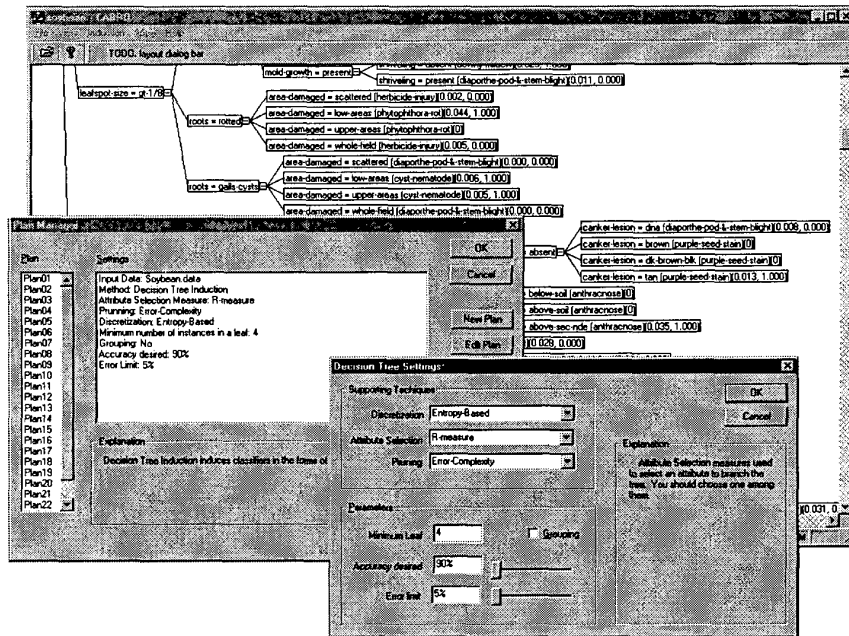 soybean - CABRO
TODO: layout dialog bar
mold-growth = present
shriveling = present [diaporthe-pod-&-stem-blight][0.011, 0.000]
leafspot-size = gt-1/8
area-damaged = scattered [herbicide-injury][0.002, 0.000]
roots = rotted
area-damaged = low-areas [phytophthora-rot][0.044, 1.000]
area-damaged = upper-areas [phytophthora-rot][0]
area-damaged = whole-field [herbicide-injury][0.005, 0.000]
area-damaged = scattered [diaporthe-pod-&-stem-blight][0.000, 0.000]
roots = galls-cysts
area-damaged = low-areas [cyst-nematode][0.006, 1.000]
area-damaged = upper-areas [cyst-nematode][0.005, 1.000]
area-damaged = whole-field [diaporthe-pod-&-stem-blight][0.000, 0.000]
absent
canker-lesion = dna [diaporthe-pod-&-stem-blight][0.008, 0.000]
canker-lesion = brown [purple-seed-stain][0]
canker-lesion = dk-brown-blk [purple-seed-stain][0]
canker-lesion = tan [purple-seed-stain][0.013, 1.000]
below-soil [anthracnose][0]
above-soil [anthracnose][0]
above-sec-nde [anthracnose][0.035, 1.000]
][0.028, 0.000]
][0.031, 0
Plan Manager
Plan
Plan01
Plan02
Plan03
Plan04
Plan05
Plan06
Plan07
Plan08
Plan09
Plan10
Plan11
Plan12
Plan13
Plan14
Plan15
Plan16
Plan17
Plan18
Plan19
Plan20
Plan21
Plan22
Settings
Input Data: Soybean.data
Method: Decision Tree Induction
Attribute Selection Measure: R-measure
Prunning: Error-Complexity
Discretization: Entropy-Based
Minimum number of instances in a leaf: 4
Grouping: No
Accuracy desired: 90%
Error Limit: 5%
OK
Cancel
New Plan
Edit Plan
Explanation
Decision Tree Induction induces classifiers in the forms of
Decision Tree Settings
Supporting Techniques
Discretization Entropy-Based
Attribute Selection R-measure
Pruning Error-Complexity
Parameters
Minimum Leaf 4
Grouping
Accuracy desired 90%
Error limit 5%
OK
Cancel
Explanation
Attribute Selection measures used
to select an attribute to branch the
tree. You should choose one among
them.